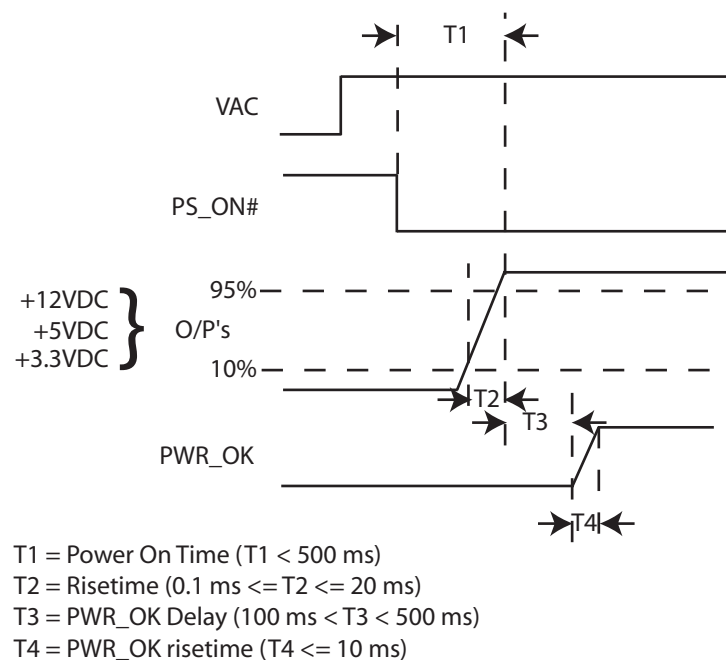 T1
VAC
PS_ON#
+12VDC
+5VDC
+3.3VDC
}
95%
O/P's
10%
T2
T3
PWR_OK
T4
T1 = Power On Time (T1 < 500 ms)
T2 = Risetime (0.1 ms <= T2 <= 20 ms)
T3 = PWR_OK Delay (100 ms < T3 < 500 ms)
T4 = PWR_OK risetime (T4 <= 10 ms)